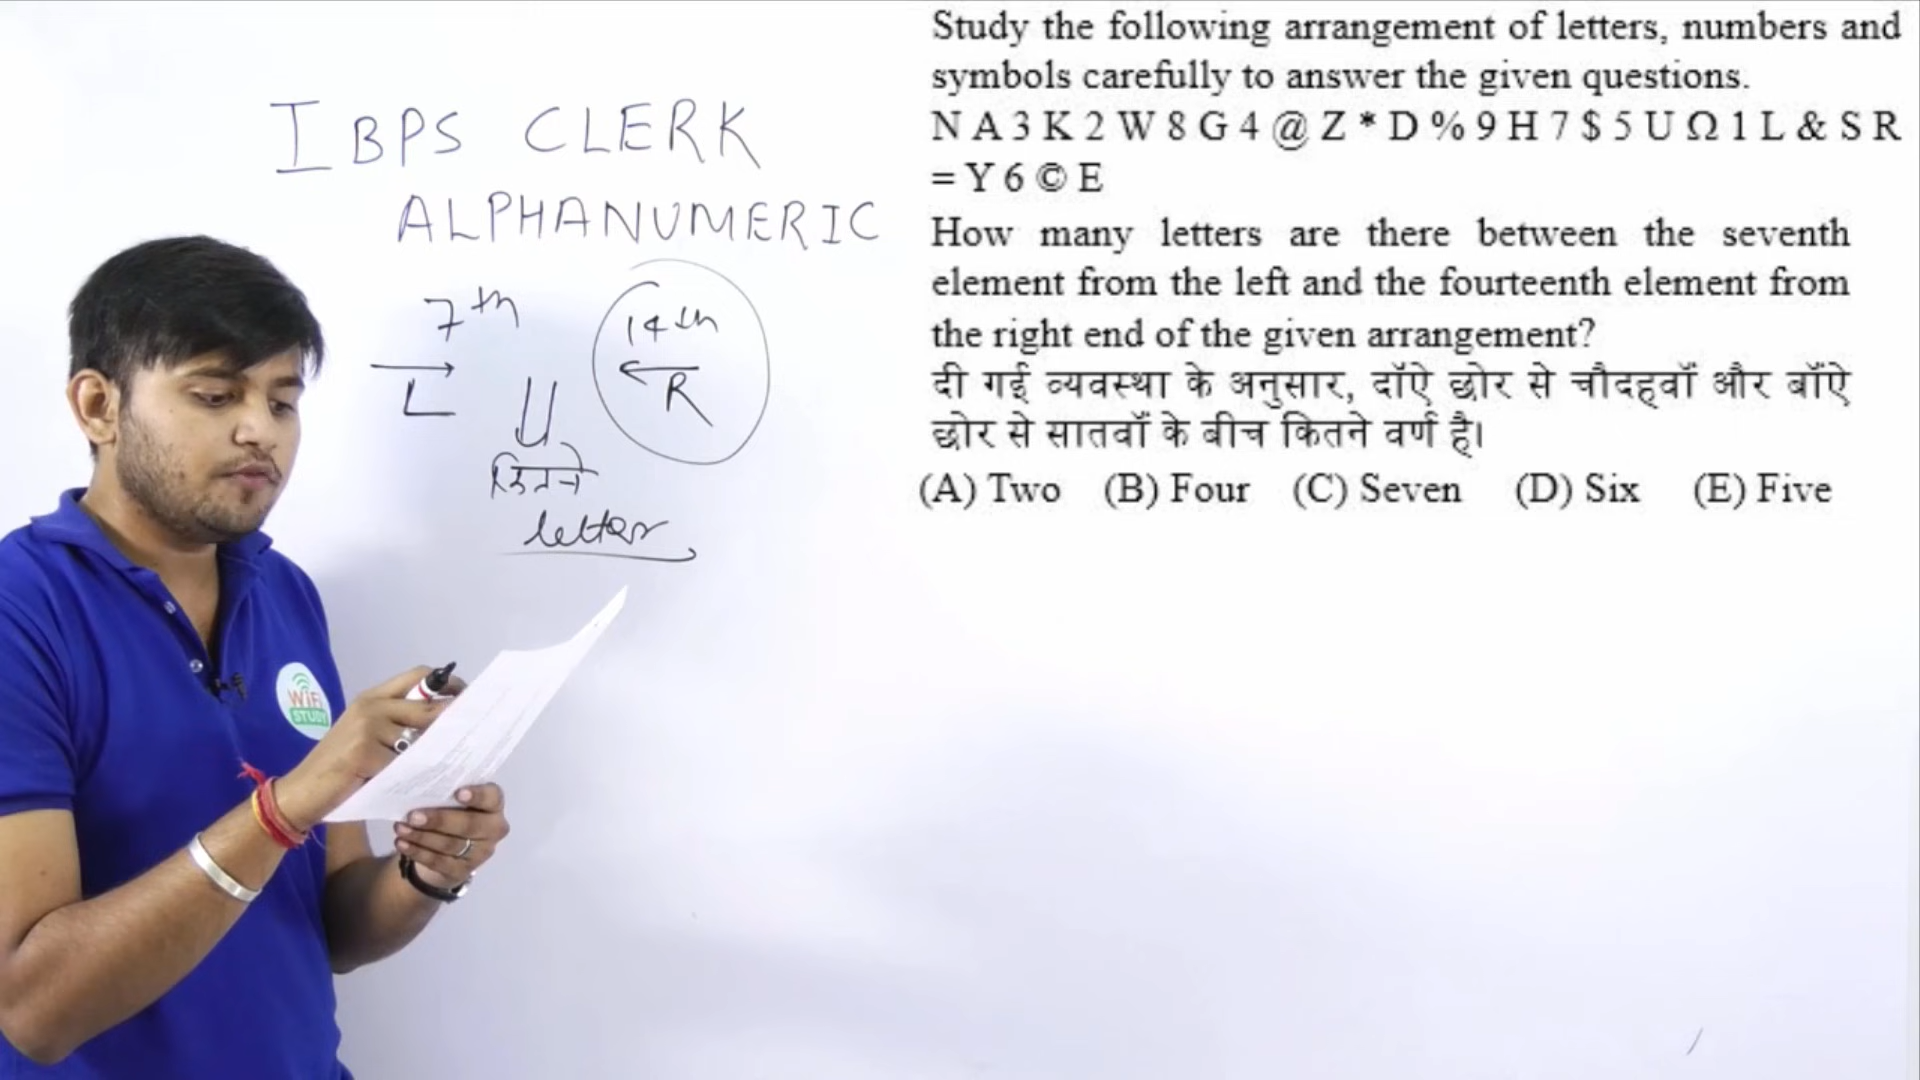 Study the following arrangement of letters, numbers and
symbols carefully to answer the given questions.
N A 3 K 2 W 8 G 4 @ Z * D % 9 H 7 $ 5 U Ω 1 L & S R
= Y 6 © E
How many letters are there between the seventh
element from the left and the fourteenth element from
the right end of the given arrangement?
दी गई व्यवस्था के अनुसार, दाॅऐ छोर से चौदहवाॅ और बाॅऐ
छोर से सातवाॅ के बीच कितने वर्ण है।
(A) Two (B) Four (C) Seven (D) Six (E) Five
IBPS CLERK
ALPHANUMERIC
7th 14th
L R
कितने
letter
WiFi
STUDY